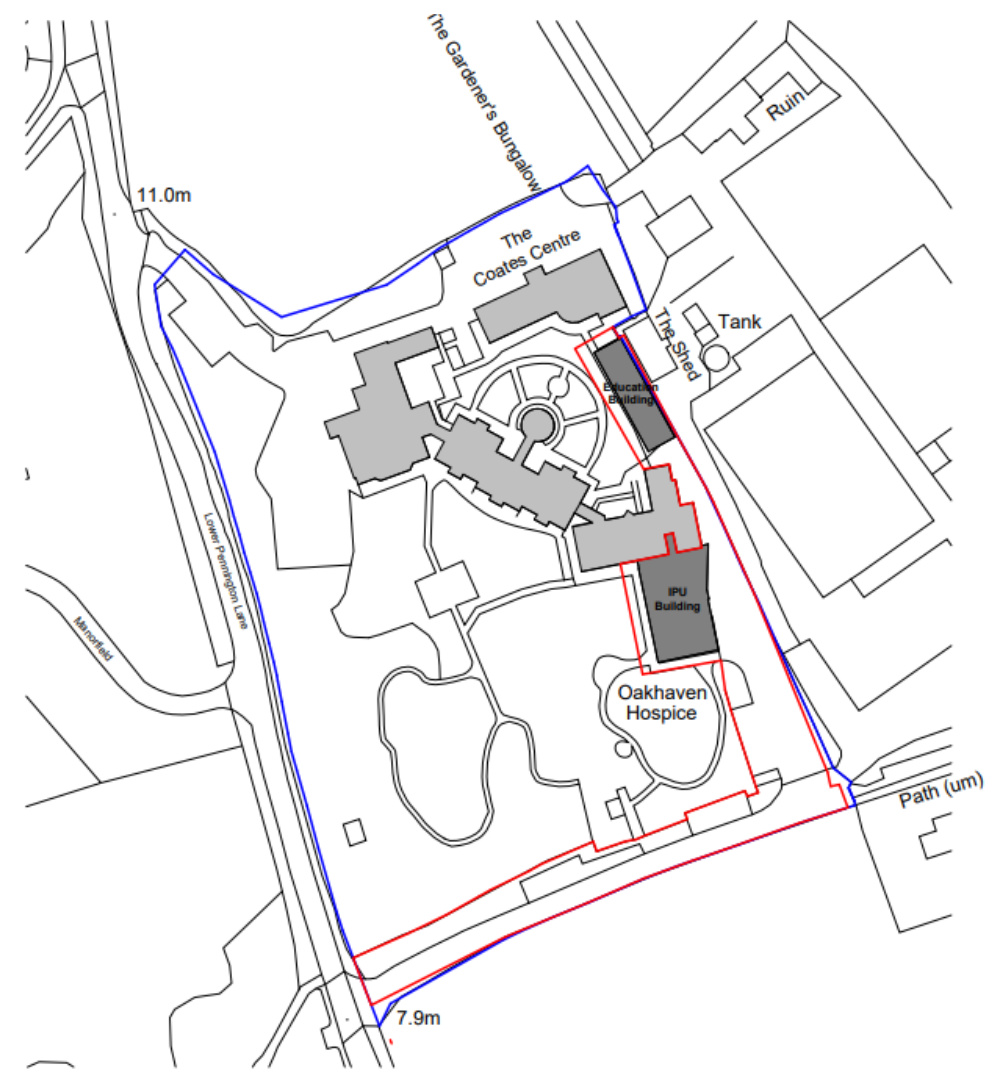 The Gardener's Bungalow
Ruin
11.0m
The
Coates Centre
The Shed
Tank
Education
Building
Lower Pennington Lane
Manorfield
IPU
Building
Oakhaven
Hospice
Path (um)
7.9m